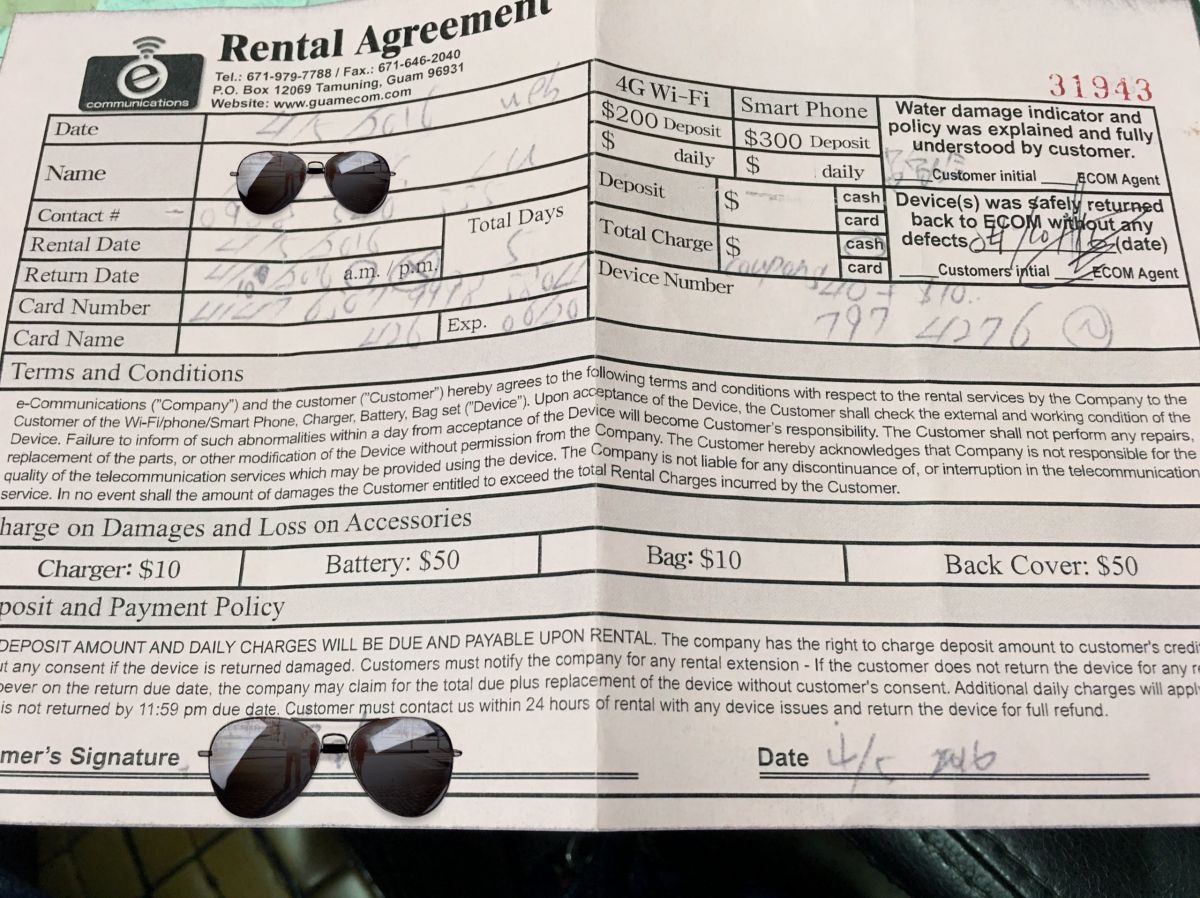 Rental Agreement
Tel.: 671-979-7788 / Fax.: 671-646-2040
P.O. Box 12069 Tamuning, Guam 96931
Website: www.guamecom.com
e
communications
31943
Date 4/5 2016
Name
Contact #
Rental Date 4/5 2016
Total Days 5
Return Date a.m. / p.m.
Card Number
Card Name
Exp.
4G Wi-Fi Smart Phone
$200 Deposit $300 Deposit
$ daily $ daily
Deposit $ cash card
Total Charge $ cash card
Device Number
797 4276
Water damage indicator and
policy was explained and fully
understood by customer.
Customer initial ____ECOM Agent
Device(s) was safely returned
back to ECOM without any
defects (date)
____Customers'intial ____ECOM Agent
Terms and Conditions
e-Communications ("Company") and the customer ("Customer") hereby agrees to the following terms and conditions with respect to the rental services by the Company to the
Customer of the Wi-Fi/phone/Smart Phone, Charger, Battery, Bag set ("Device"). Upon acceptance of the Device, the Customer shall check the external and working condition of the
Device. Failure to inform of such abnormalities within a day from acceptance of the Device will become Customer's responsibility. The Customer shall not perform any repairs,
replacement of the parts, or other modification of the Device without permission from the Company. The Customer hereby acknowledges that Company is not responsible for the
quality of the telecommunication services which may be provided using the device. The Company is not liable for any discontinuance of, or interruption in the telecommunication
service. In no event shall the amount of damages the Customer entitled to exceed the total Rental Charges incurred by the Customer.
harge on Damages and Loss on Accessories
Charger: $10 Battery: $50 Bag: $10 Back Cover: $50
posit and Payment Policy
DEPOSIT AMOUNT AND DAILY CHARGES WILL BE DUE AND PAYABLE UPON RENTAL. The company has the right to charge deposit amount to customer's credi
ut any consent if the device is returned damaged. Customers must notify the company for any rental extension - If the customer does not return the device for any r
oever on the return due date, the company may claim for the total due plus replacement of the device without customer's consent. Additional daily charges will appl
is not returned by 11:59 pm due date. Customer must contact us within 24 hours of rental with any device issues and return the device for full refund.
mer's Signature
Date 4/5 2016